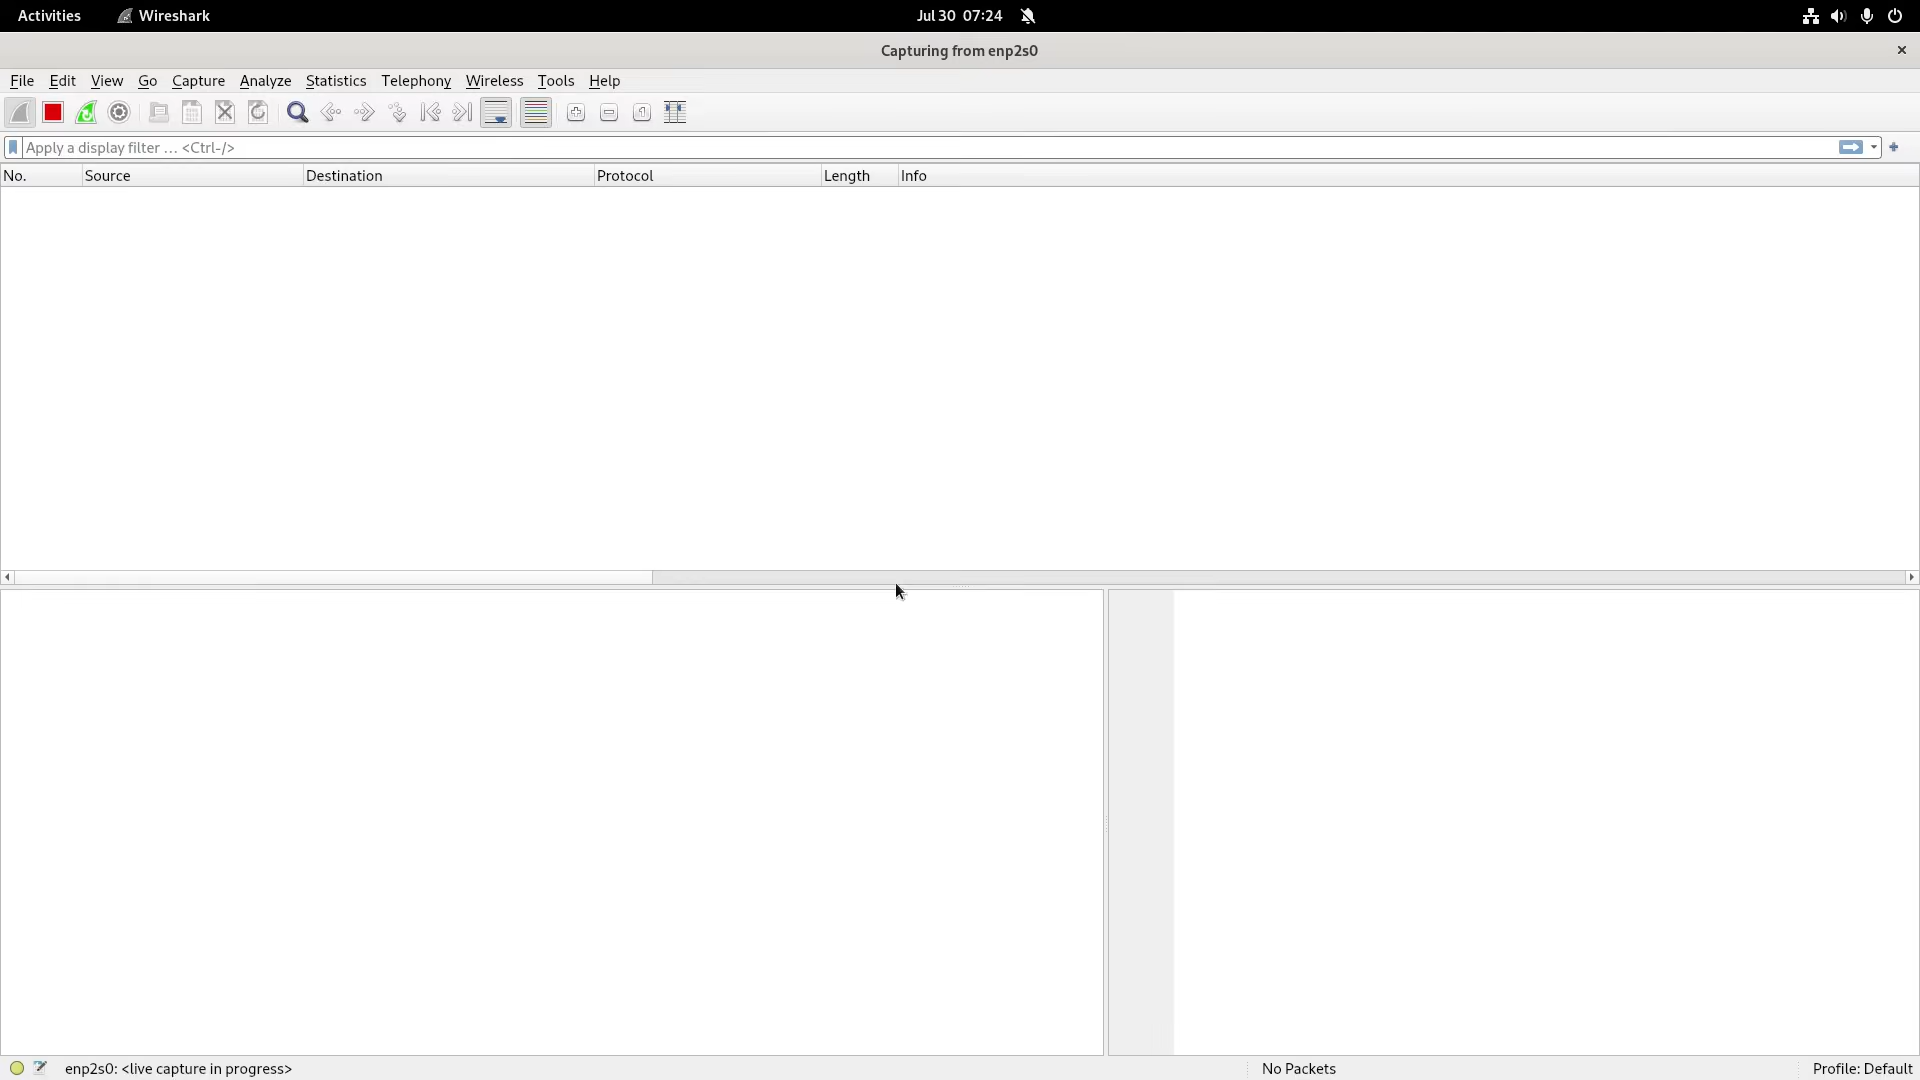 Activities Wireshark Jul 30 07:24
Capturing from enp2s0
File Edit View Go Capture Analyze Statistics Telephony Wireless Tools Help
Apply a display filter … <Ctrl-/>
No. Source Destination Protocol Length Info
enp2s0: <live capture in progress> No Packets Profile: Default